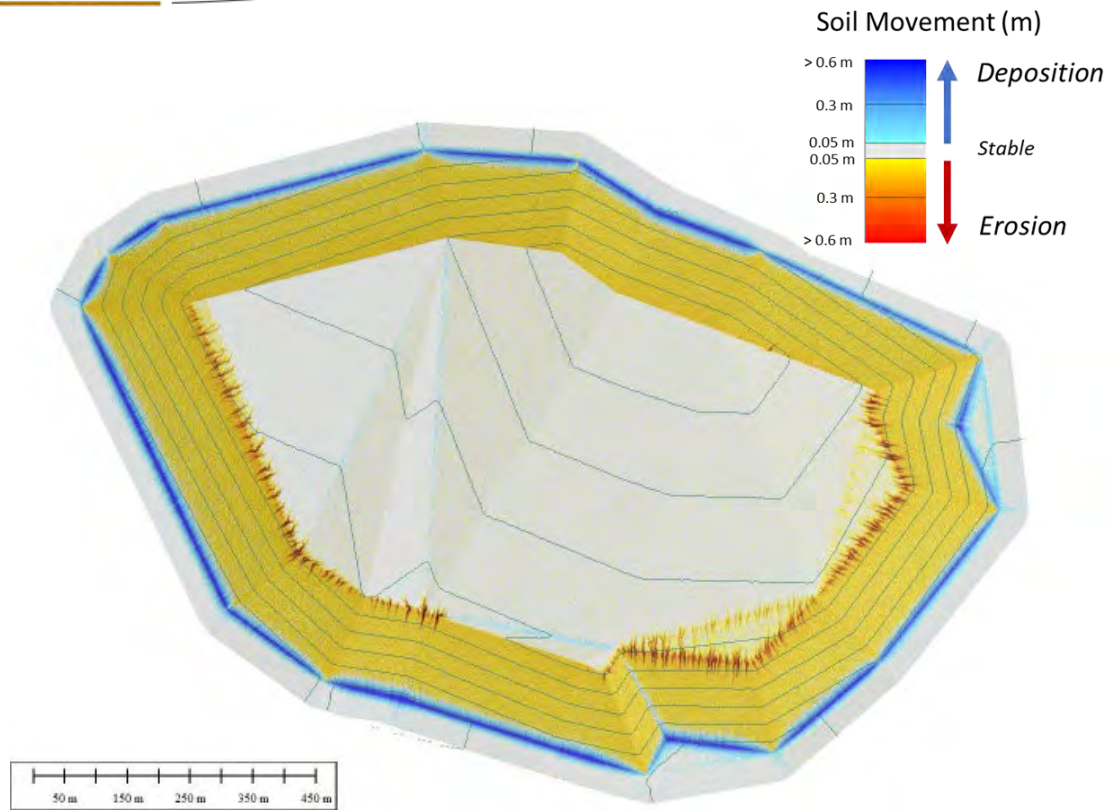 Soil Movement (m)
> 0.6 m
Deposition
0.3 m
0.05 m
Stable
0.05 m
0.3 m
Erosion
> 0.6 m
50 m 150 m 250 m 350 m 450 m